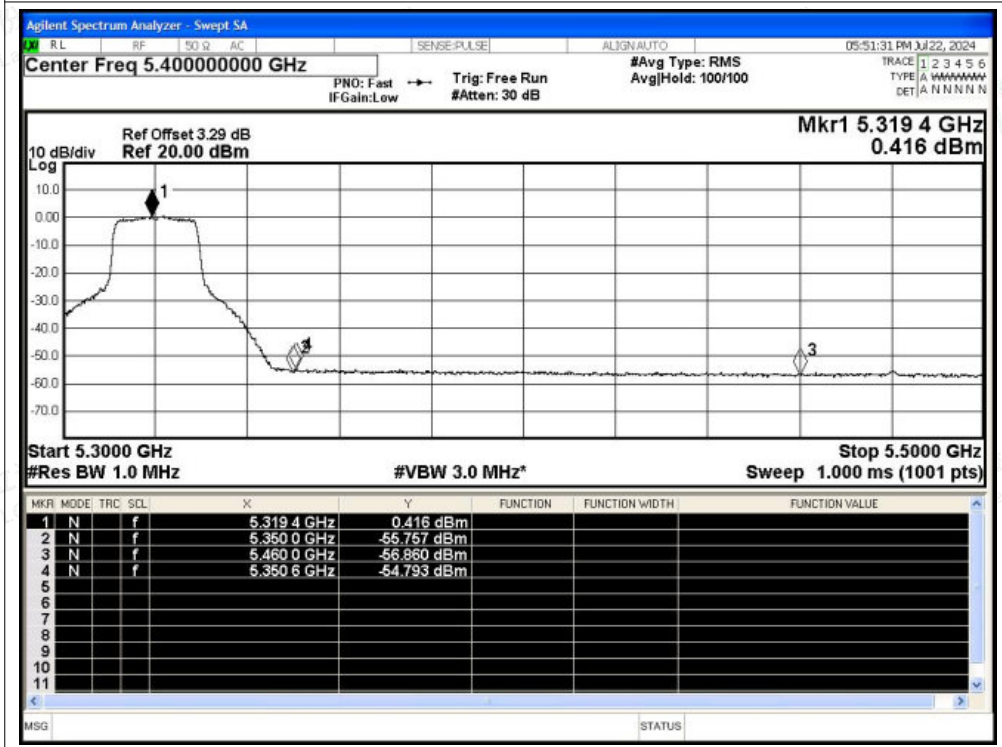 Agilent Spectrum Analyzer - Swept SA
LXI RL RF 50 Ω AC SENSE:PULSE ALIGNAUTO 05:51:31 PM Jul 22, 2024
Center Freq 5.400000000 GHz #Avg Type: RMS TRACE 1 2 3 4 5 6
PNO: Fast Trig: Free Run Avg|Hold: 100/100 TYPE A WWWWW
IFGain:Low #Atten: 30 dB DET A N N N N N
Mkr1 5.319 4 GHz
Ref Offset 3.29 dB
10 dB/div Ref 20.00 dBm 0.416 dBm
Log
10.0
1
0.00
-10.0
-20.0
-30.0
-40.0
-50.0
3
-60.0
-70.0
Start 5.3000 GHz Stop 5.5000 GHz
#Res BW 1.0 MHz #VBW 3.0 MHz* Sweep 1.000 ms (1001 pts)
MKR MODE TRC SCL X Y FUNCTION FUNCTION WIDTH FUNCTION VALUE
1 N f 5.319 4 GHz 0.416 dBm
2 N f 5.350 0 GHz -55.757 dBm
3 N f 5.460 0 GHz -56.860 dBm
4 N f 5.350 6 GHz -54.793 dBm
5
6
7
8
9
10
11
MSG STATUS